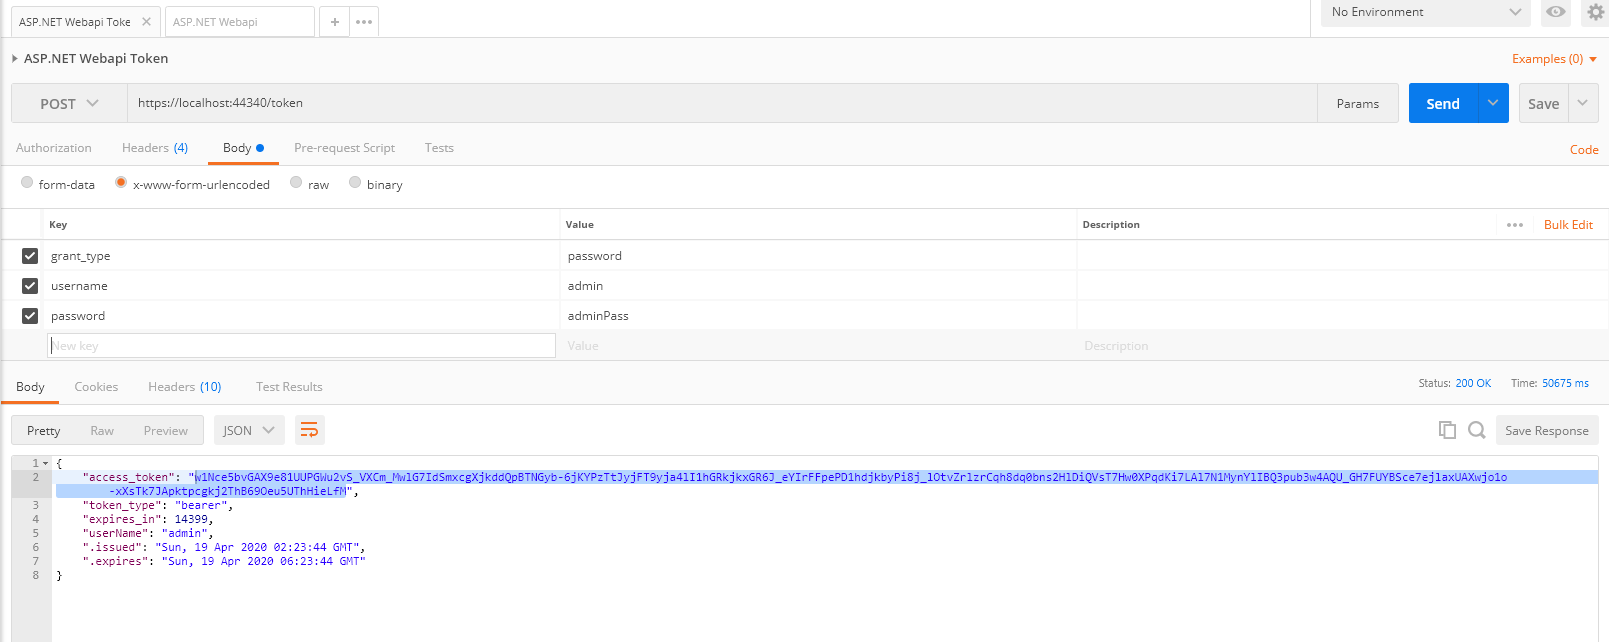 ASP.NET Webapi Toke
ASP.NET Webapi
No Environment
ASP.NET Webapi Token
Examples (0)
POST
https://localhost:44340/token
Params
Send
Save
Authorization
Headers (4)
Body
Pre-request Script
Tests
Code
form-data
x-www-form-urlencoded
raw
binary
Key Value Description
Bulk Edit
grant_type password
username admin
password adminPass
New key Value Description
Body
Cookies
Headers (10)
Test Results
Status: 200 OK
Time: 50675 ms
Pretty
Raw
Preview
JSON
Save Response
1 {
2 "access_token":
3 "token_type": "bearer",
4 "expires_in": 14399,
5 "userName": "admin",
6 ".issued": "Sun, 19 Apr 2020 02:23:44 GMT",
7 ".expires": "Sun, 19 Apr 2020 06:23:44 GMT"
8 }